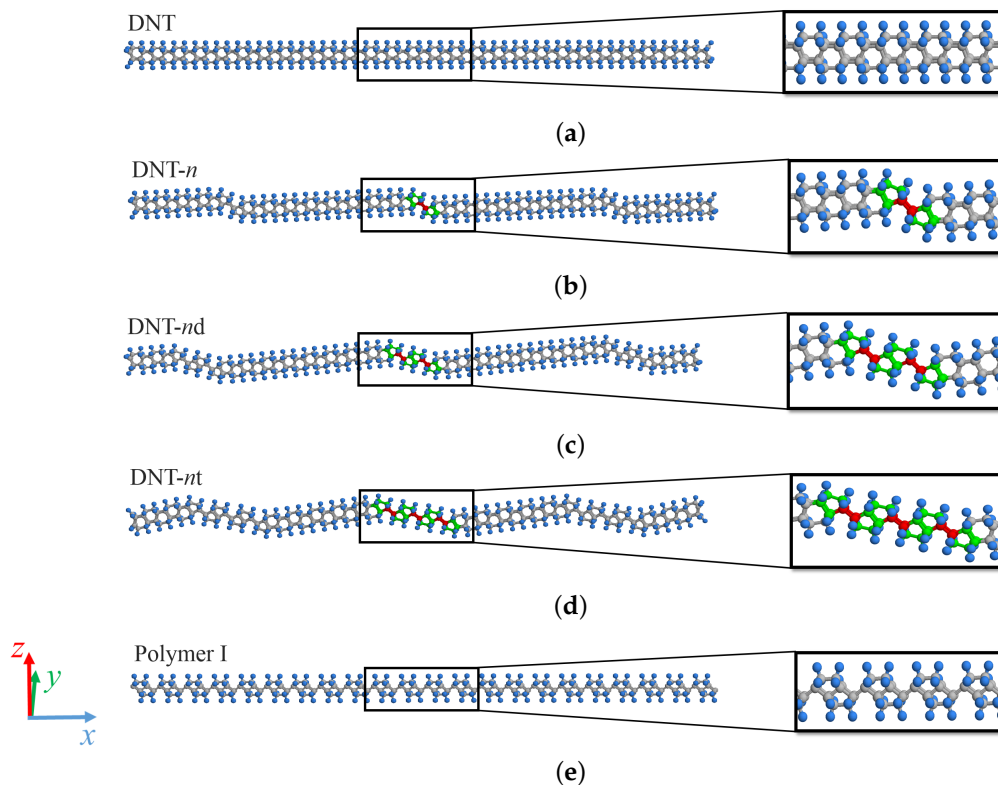 DNT
(a)
DNT-n
(b)
DNT-nd
(c)
DNT-nt
(d)
Polymer I
z
y
x
(e)